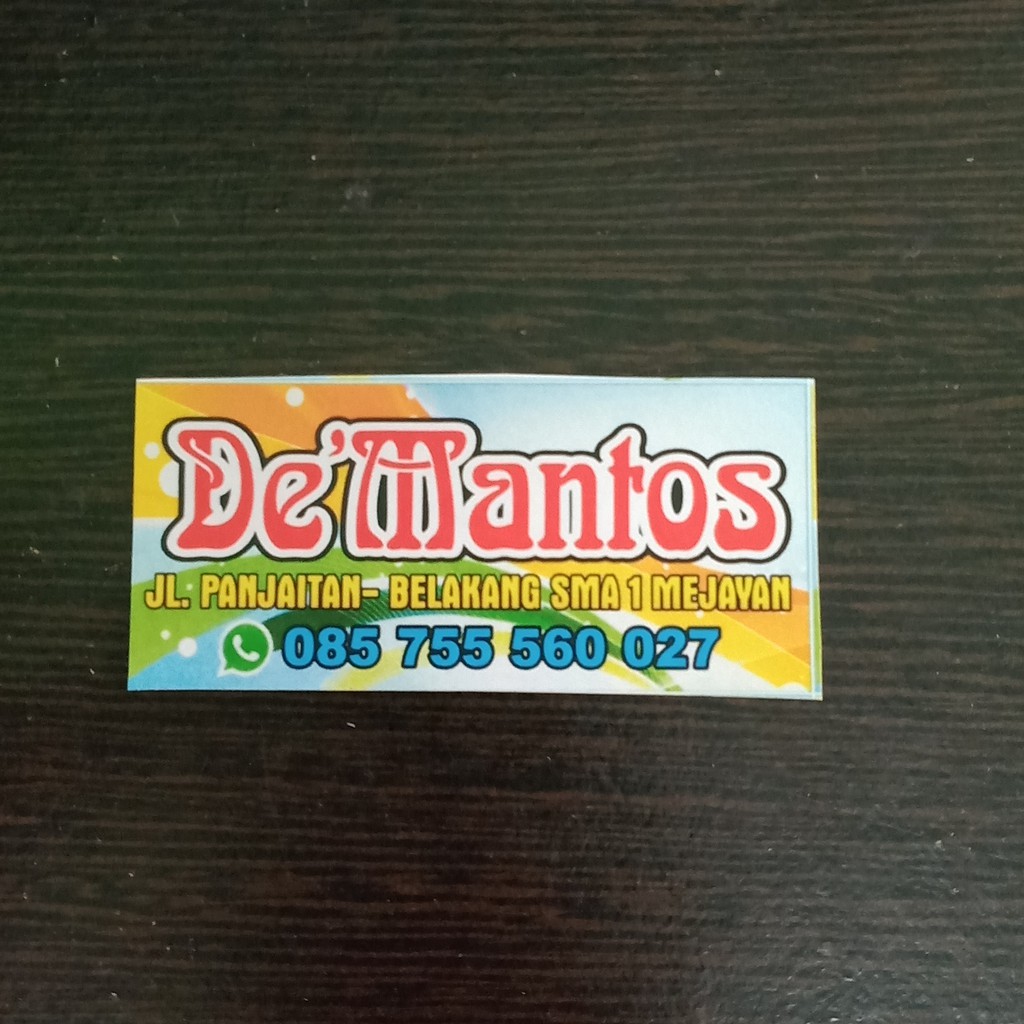 De'Mantos
JL. PANJAITAN- BELAKANG SMA 1 MEJAYAN
085 755 560 027